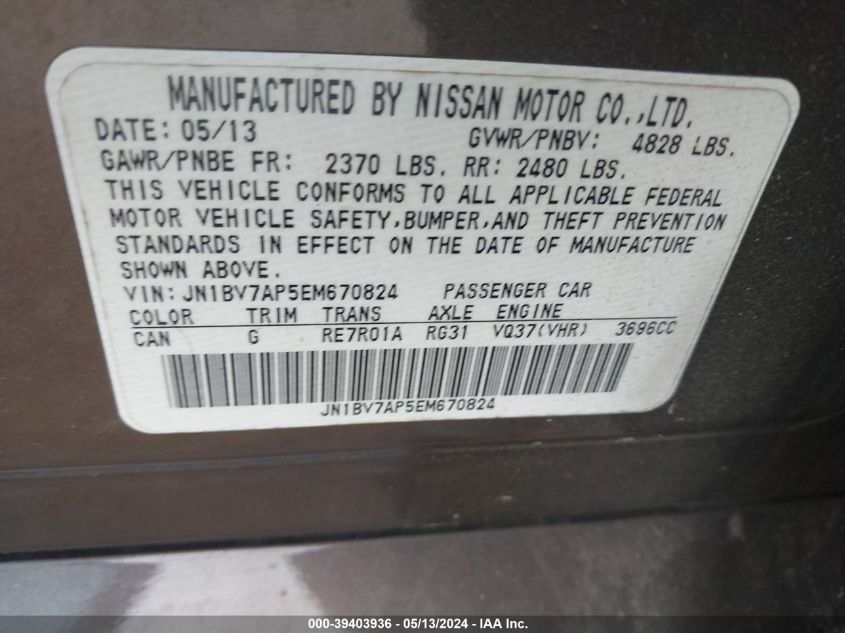 MANUFACTURED BY NISSAN MOTOR CO.,LTD.
DATE: 05/13 GVWR/PNBV: 4828 LBS.
GAWR/PNBE FR: 2370 LBS. RR: 2480 LBS.
THIS VEHICLE CONFORMS TO ALL APPLICABLE FEDERAL
MOTOR VEHICLE SAFETY,BUMPER,AND THEFT PREVENTION
STANDARDS IN EFFECT ON THE DATE OF MANUFACTURE
SHOWN ABOVE.
VIN: JN1BV7AP5EM670824 PASSENGER CAR
COLOR TRIM TRANS AXLE ENGINE
CAN G RE7R01A RG31 VQ37(VHR) 3696CC
JN1BV7AP5EM670824
000-39403936 - 05/13/2024 - IAA Inc.